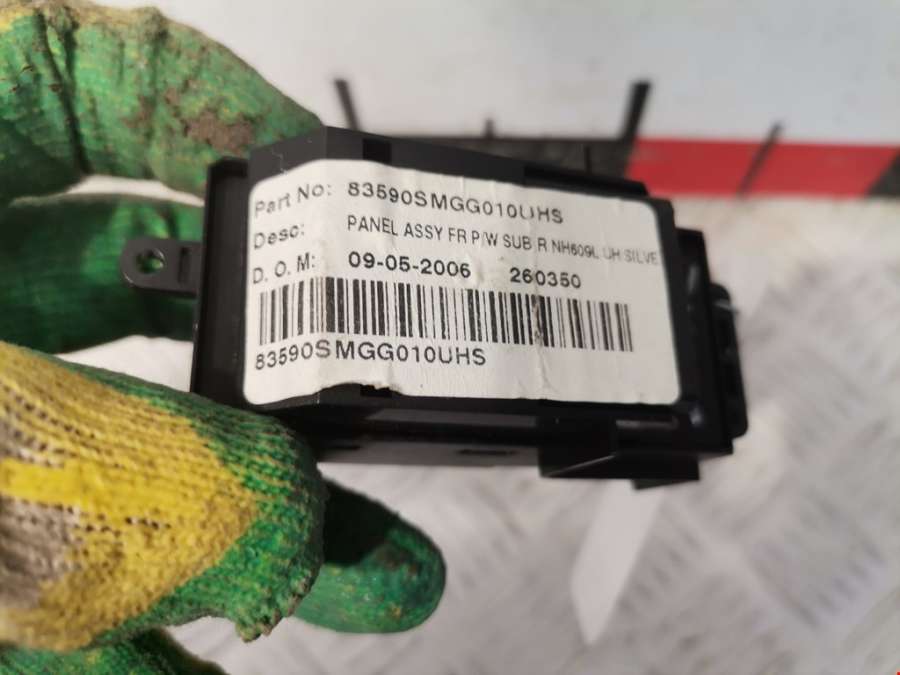 Part No: 83590SMGG010UHS
Desc: PANEL ASSY FR P/W SUB R NH609L UH SILVE
D. O. M: 09-05-2006 260350
83590SMGG010UHS